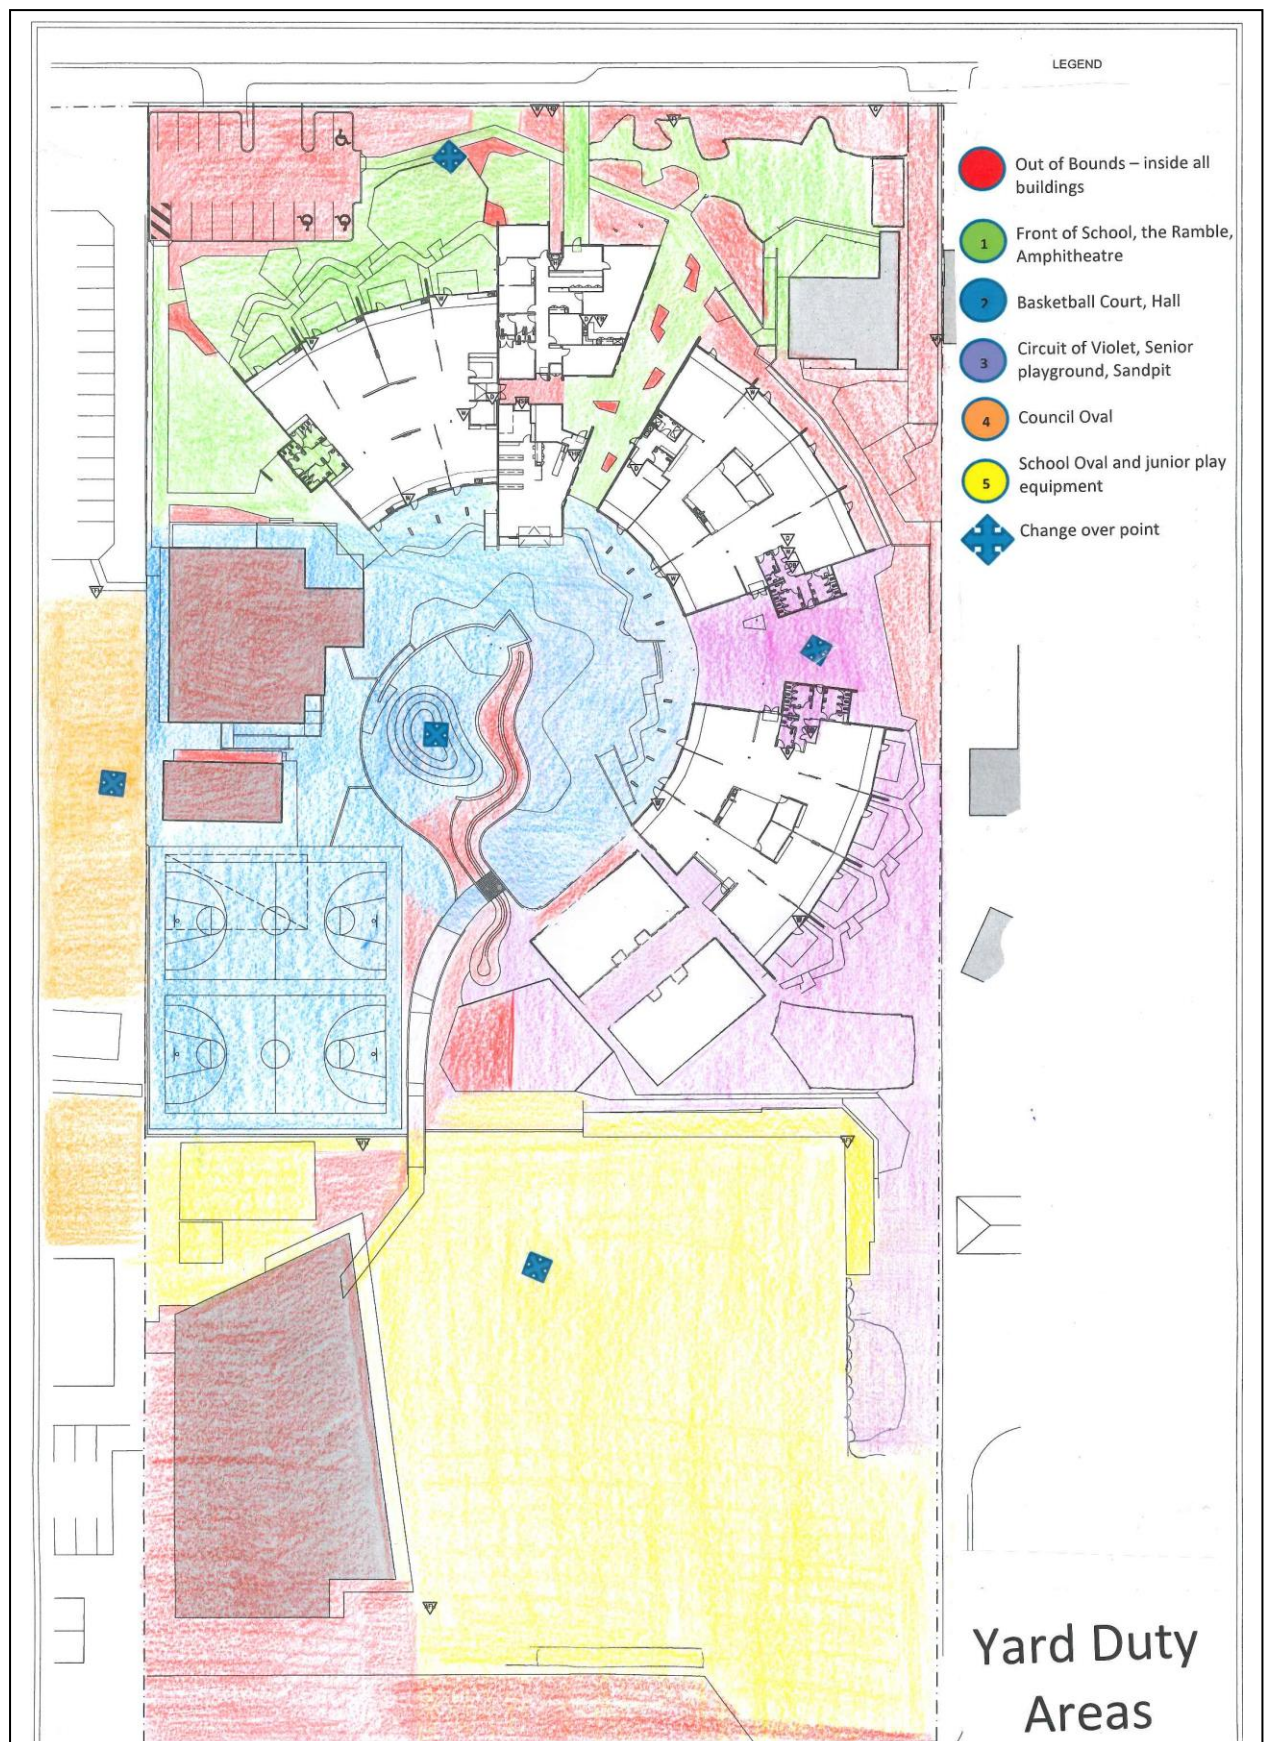 LEGEND
Out of Bounds – inside all
buildings
1
Front of School, the Ramble,
Amphitheatre
2
Basketball Court, Hall
3
Circuit of Violet, Senior
playground, Sandpit
4
Council Oval
5
School Oval and junior play
equipment
Change over point
Yard Duty
Areas